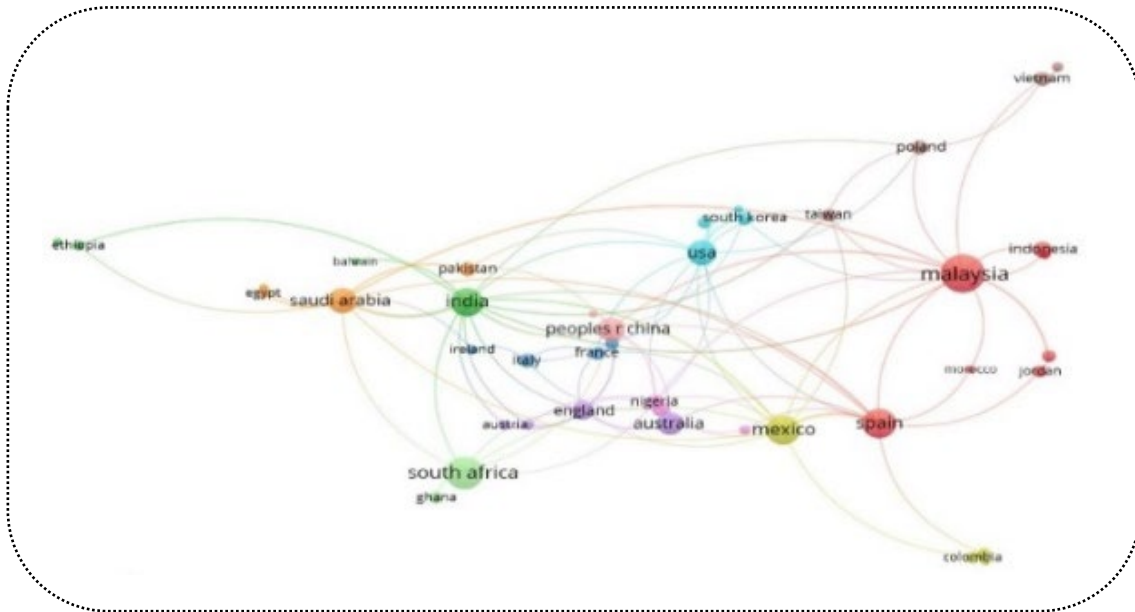 vietnam
poland
south korea
taiwan
ethiopia
usa
indonesia
bahrain
pakistan
malaysia
egypt
saudi arabia
india
peoples r china
ireland
italy
france
morocco
jordan
nigeria
england
austria
australia
mexico
spain
south africa
ghana
colombia